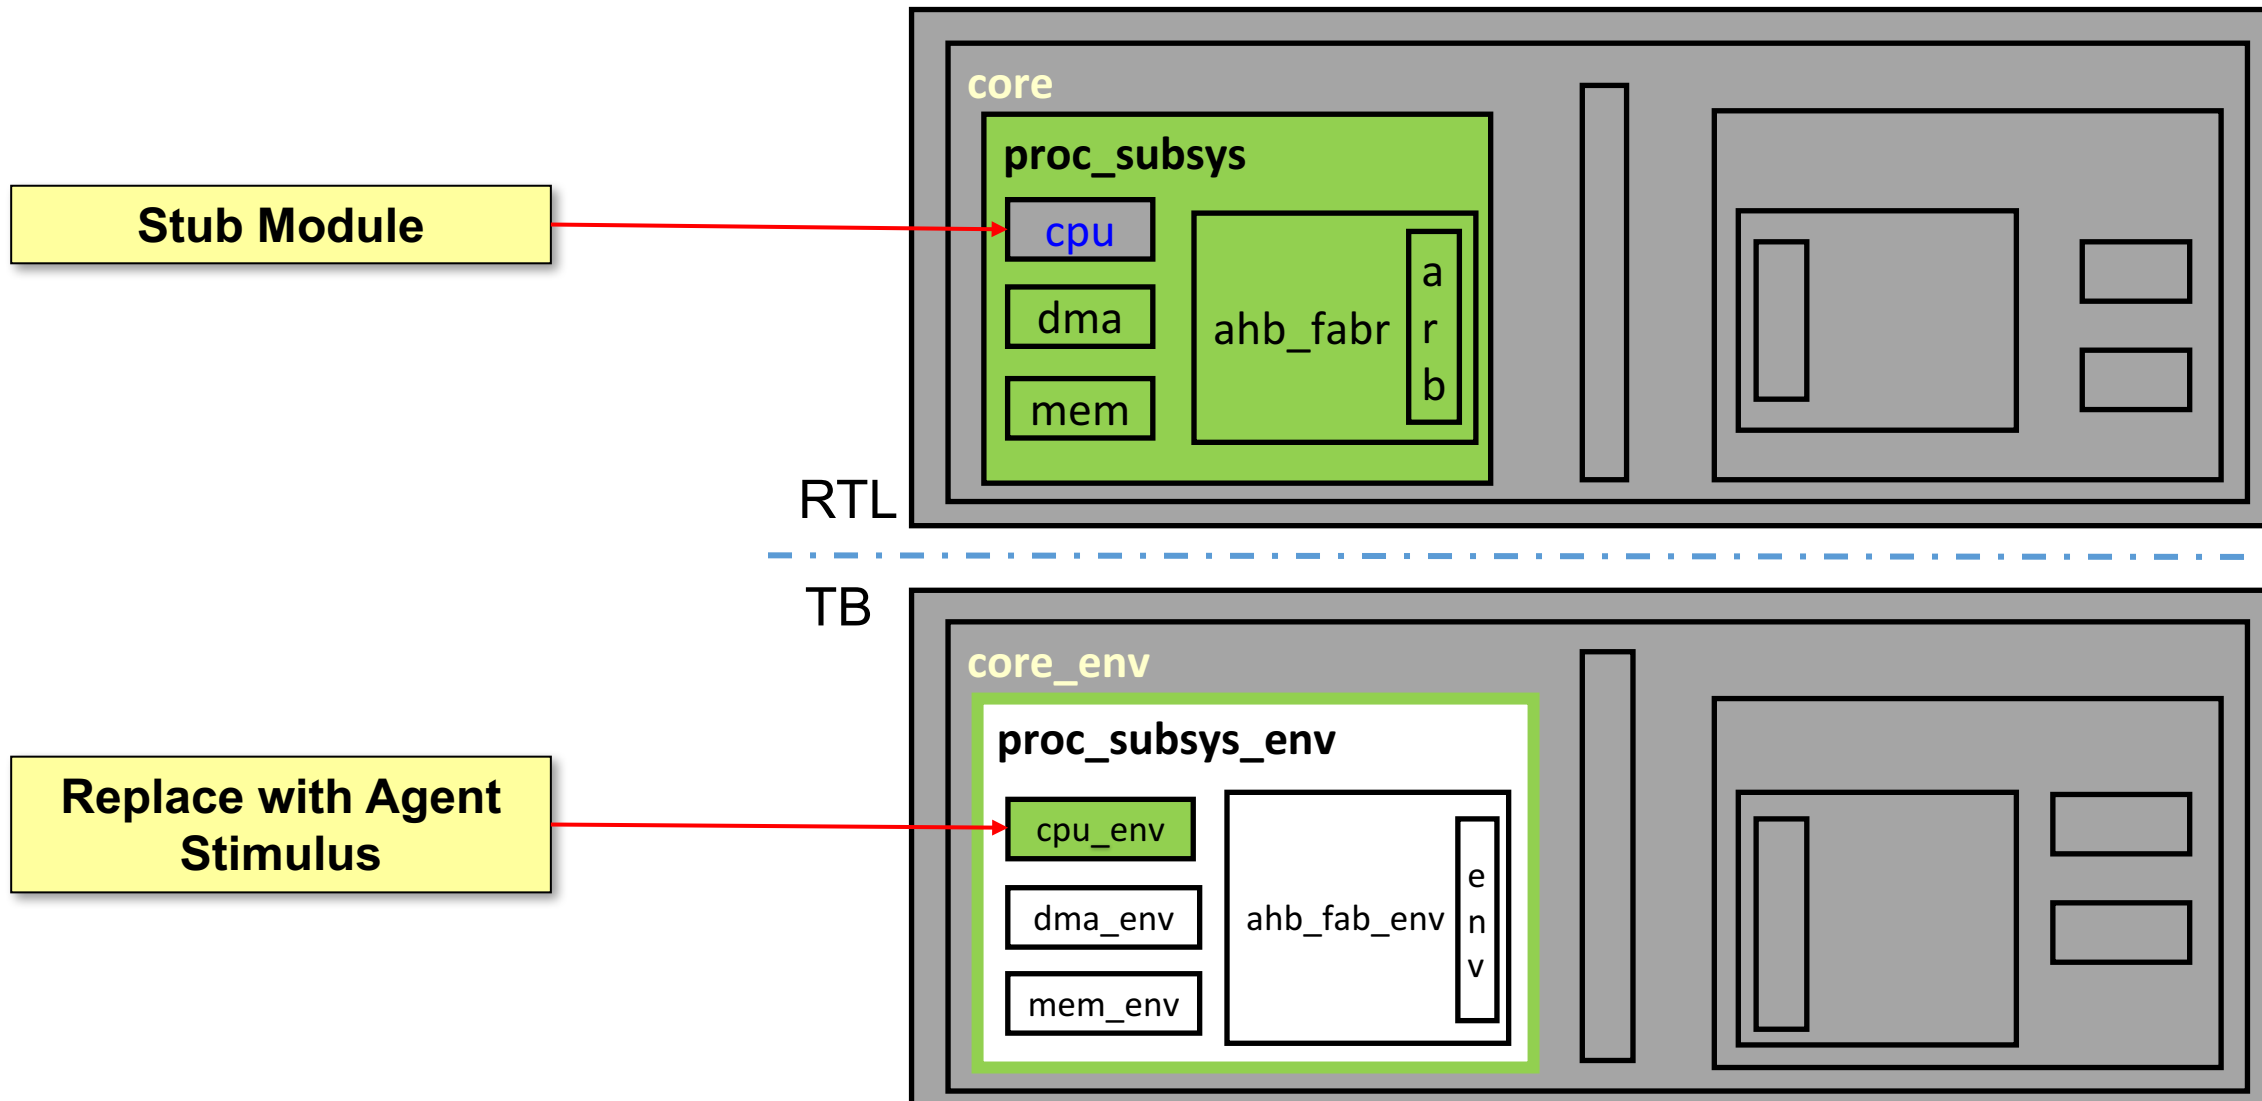 core
proc_subsys
Stub Module
cpu
dma
mem
ahb_fabr
a
r
b
RTL
TB
core_env
proc_subsys_env
Replace with Agent
Stimulus
cpu_env
dma_env
mem_env
ahb_fab_env
e
n
v